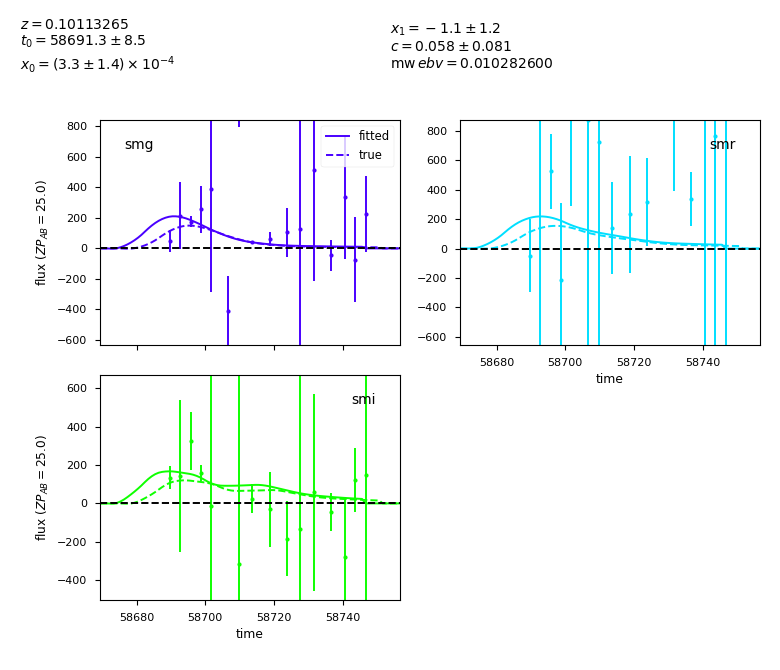 z = 0.10113265
t₀ = 58691.3 ± 8.5
x₀ = (3.3 ± 1.4) × 10⁻⁴
x₁ = −1.1 ± 1.2
c = 0.058 ± 0.081
mw ebv = 0.010282600
smg
fitted
true
800
600
400
200
0
−200
−400
−600
flux (ZP_AB = 25.0)
smr
800
600
400
200
0
−200
−400
−600
58680 58700 58720 58740
time
smi
600
400
200
0
−200
−400
flux (ZP_AB = 25.0)
58680 58700 58720 58740
time